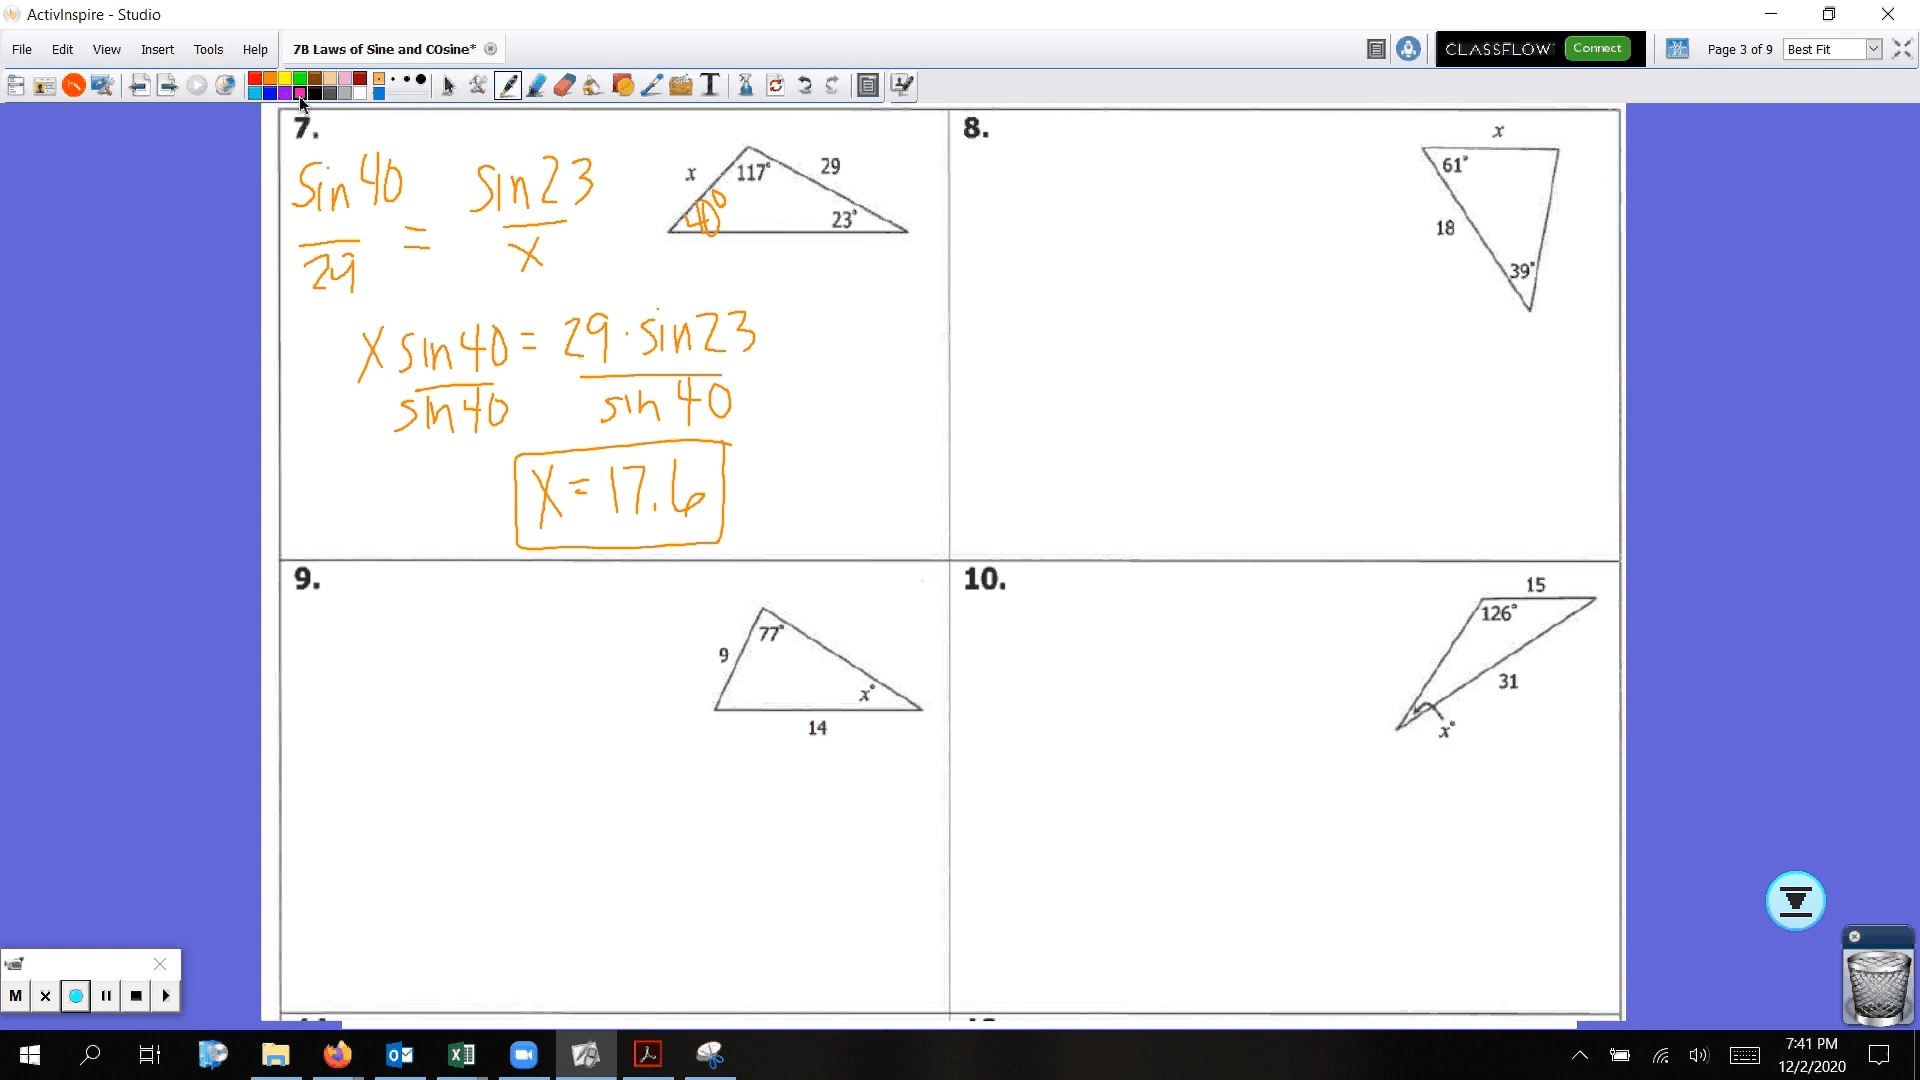 ActivInspire - Studio
File Edit View Insert Tools Help 7B Laws of Sine and COsine* CLASSFLOW Connect Page 3 of 9 Best Fit
T
7.
sin 40 = sin 23
29 x
x 117° 29
40° 23°
x sin 40 = 29 · sin 23
sin 40 sin 40
x = 17.6
8.
x
61°
18
39°
9.
77°
9
x°
14
10.
15
126°
31
x°
M
7:41 PM
12/2/2020